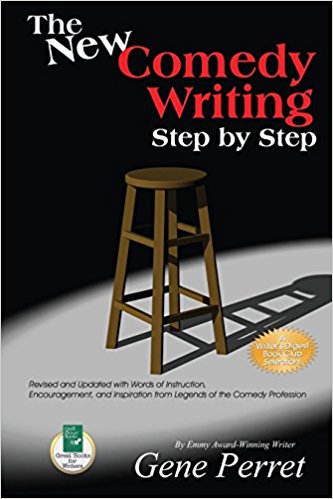 The
New
Comedy
Writing
Step by Step
A
Writer's Digest
Book Club
Selection!
Revised and Updated with Words of Instruction,
Encouragement, and Inspiration from Legends of the Comedy Profession
Great Books
for
Writers
By Emmy Award-Winning Writer
Gene Perret